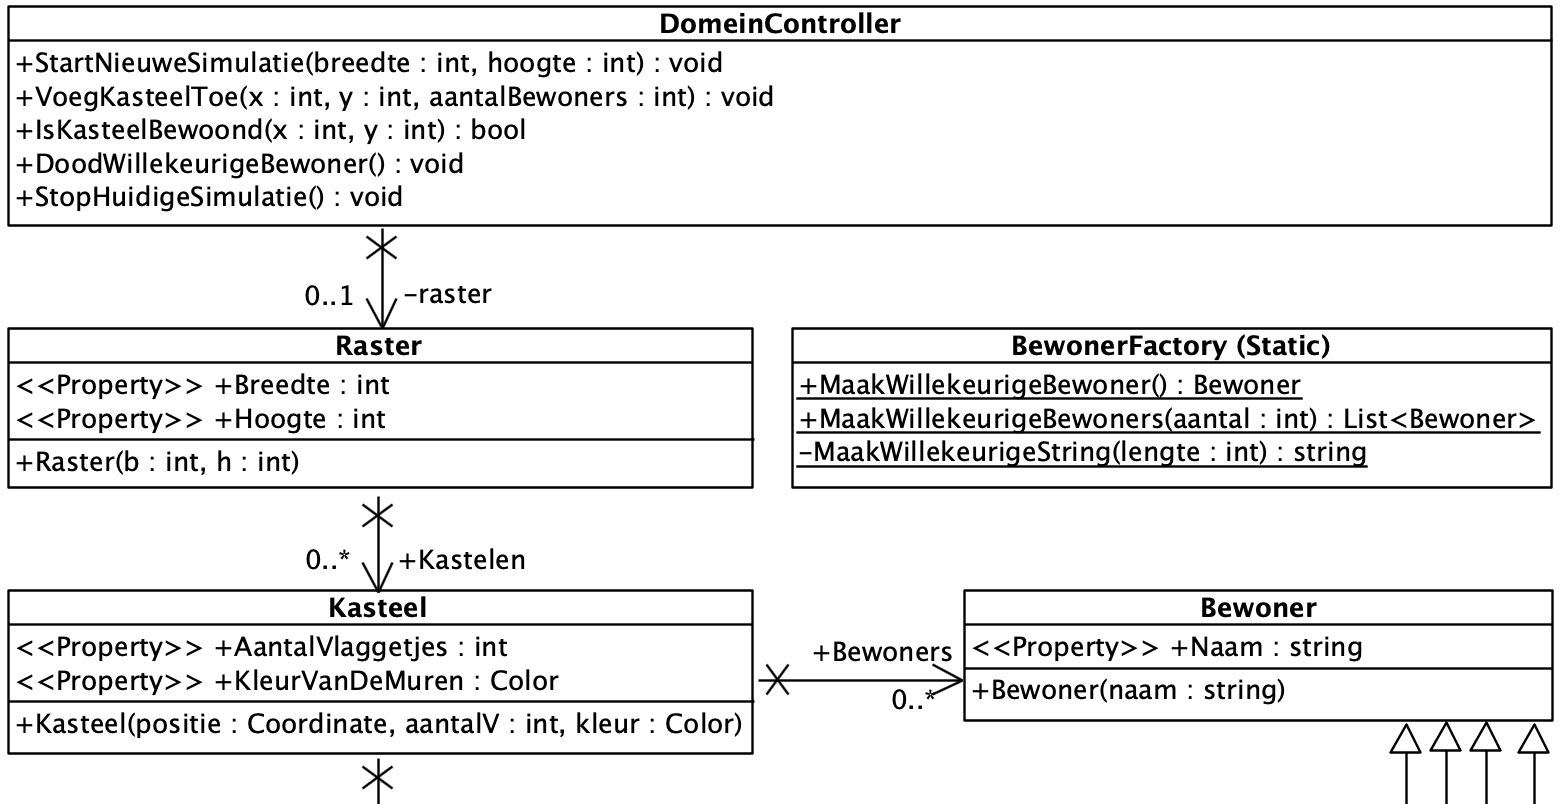 DomeinController
+StartNieuweSimulatie(breedte : int, hoogte : int) : void
+VoegKasteelToe(x : int, y : int, aantalBewoners : int) : void
+IsKasteelBewoond(x : int, y : int) : bool
+DoodWillekeurigeBewoner() : void
+StopHuidigeSimulatie() : void
0..1
-raster
Raster
<<Property>> +Breedte : int
<<Property>> +Hoogte : int
+Raster(b : int, h : int)
BewonerFactory (Static)
+MaakWillekeurigeBewoner() : Bewoner
+MaakWillekeurigeBewoners(aantal : int) : List<Bewoner>
-MaakWillekeurigeString(lengte : int) : string
0..*
+Kastelen
Kasteel
<<Property>> +AantalVlaggetjes : int
<<Property>> +KleurVanDeMuren : Color
+Kasteel(positie : Coordinate, aantalV : int, kleur : Color)
+Bewoners
0..*
Bewoner
<<Property>> +Naam : string
+Bewoner(naam : string)